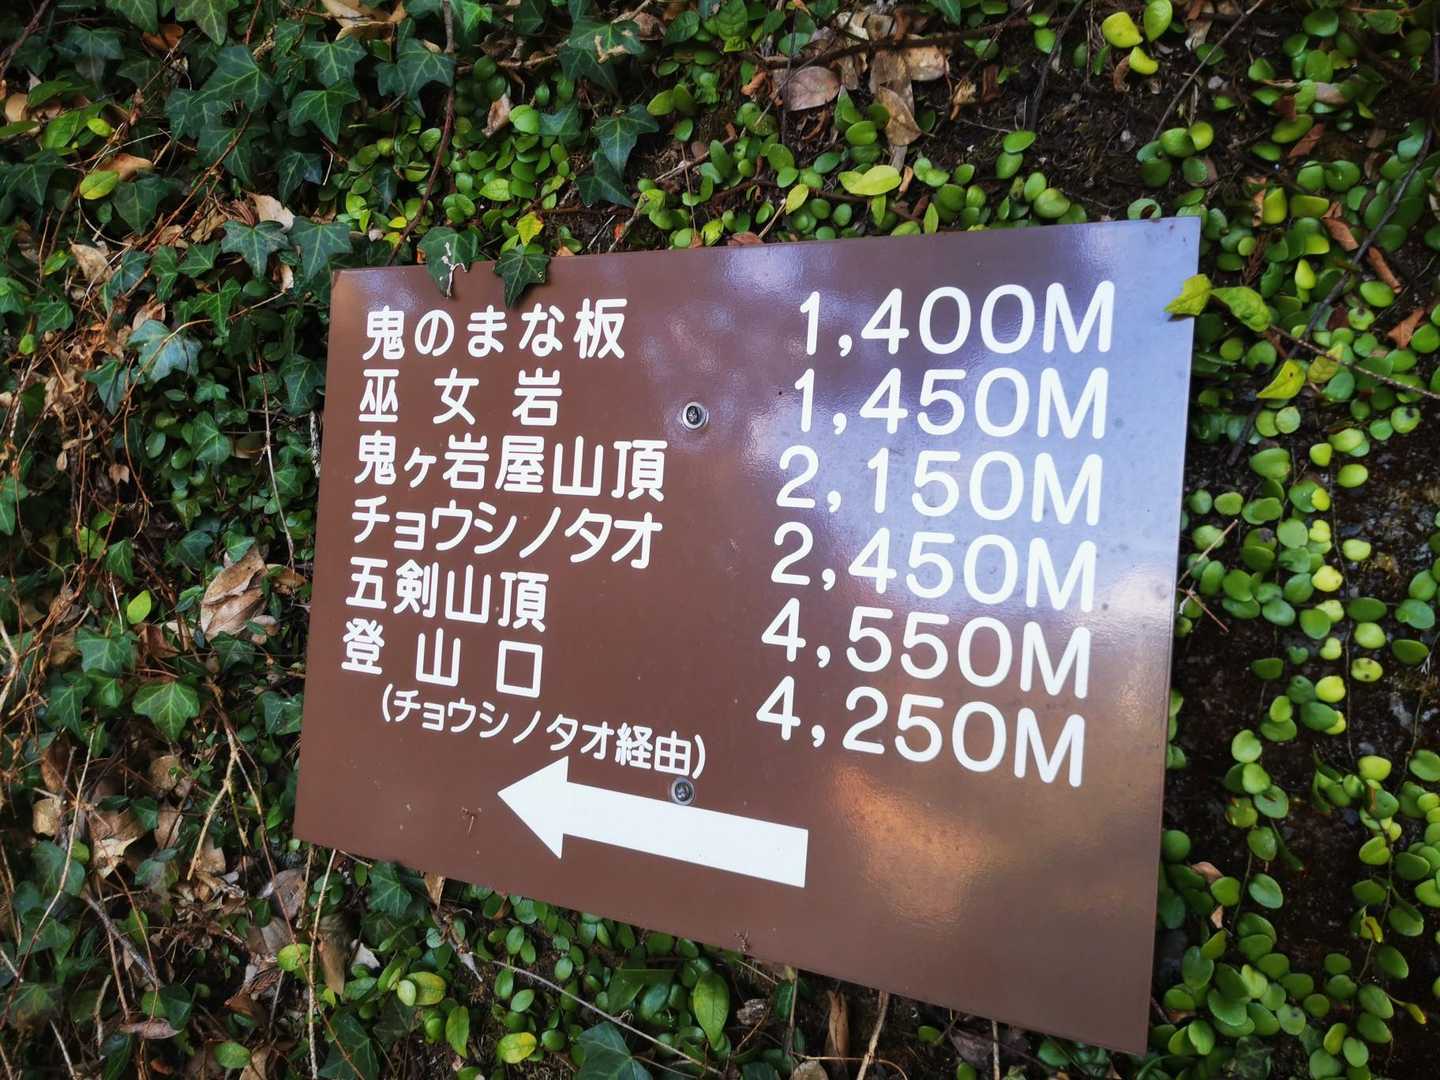 鬼のまな板 1,400M
巫女岩 1,450M
鬼ヶ岩屋山頂 2,150M
チョウシノタオ 2,450M
五剣山頂 4,550M
登山口 4,250M
(チョウシノタオ経由)